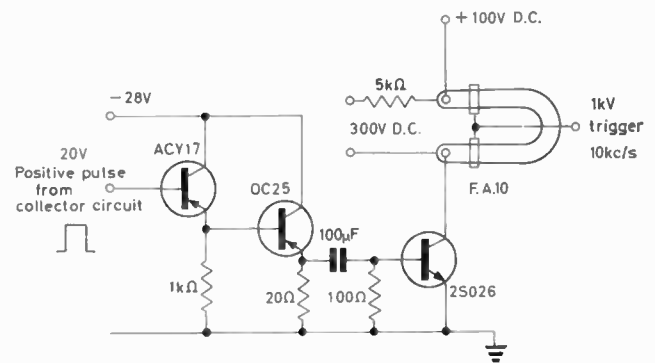 + 100V D.C.
5kΩ
1kV
trigger
10kc/s
300V D.C.
F.A.10
− 28V
ACY17
20V
Positive pulse
from
collector circuit
OC25
100µF
1kΩ
20Ω
100Ω
2S026